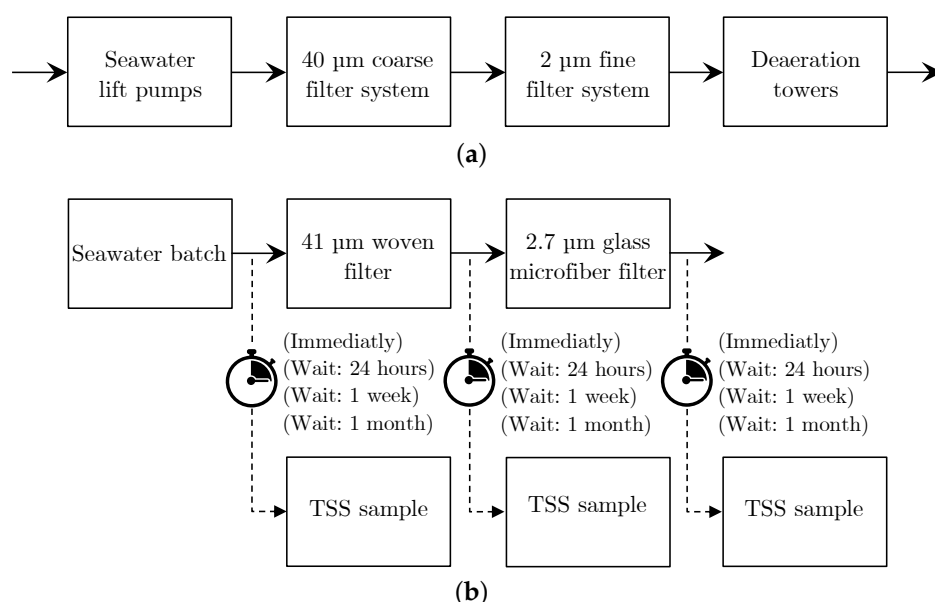 Seawater
lift pumps
40 µm coarse
filter system
2 µm fine
filter system
Deaeration
towers
(a)
Seawater batch
41 µm woven
filter
2.7 µm glass
microfiber filter
(Immediatly)
(Wait: 24 hours)
(Wait: 1 week)
(Wait: 1 month)
(Immediatly)
(Wait: 24 hours)
(Wait: 1 week)
(Wait: 1 month)
(Immediatly)
(Wait: 24 hours)
(Wait: 1 week)
(Wait: 1 month)
TSS sample
TSS sample
TSS sample
(b)